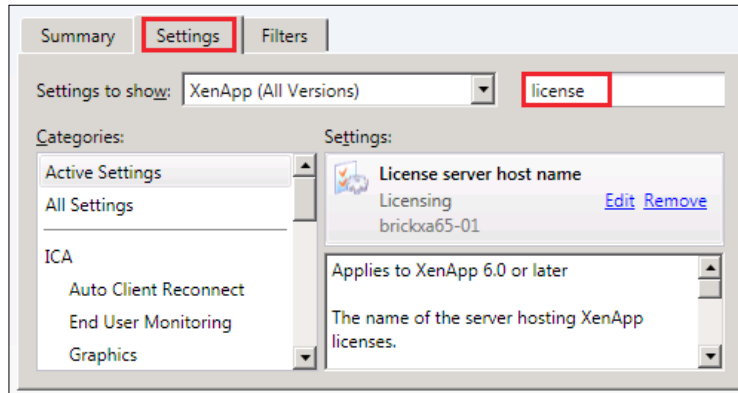 Summary Settings Filters
Settings to show: XenApp (All Versions) license
Categories: Settings:
Active Settings
All Settings
ICA
Auto Client Reconnect
End User Monitoring
Graphics
License server host name
Licensing Edit Remove
brickxa65-01
Applies to XenApp 6.0 or later
The name of the server hosting XenApp
licenses.